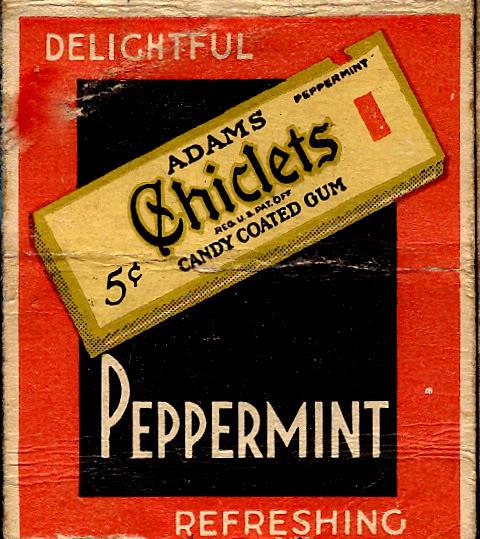 DELIGHTFUL
PEPPERMINT
ADAMS
Chiclets
REG. U.S. PAT. OFF
CANDY COATED GUM
5¢
PEPPERMINT
REFRESHING